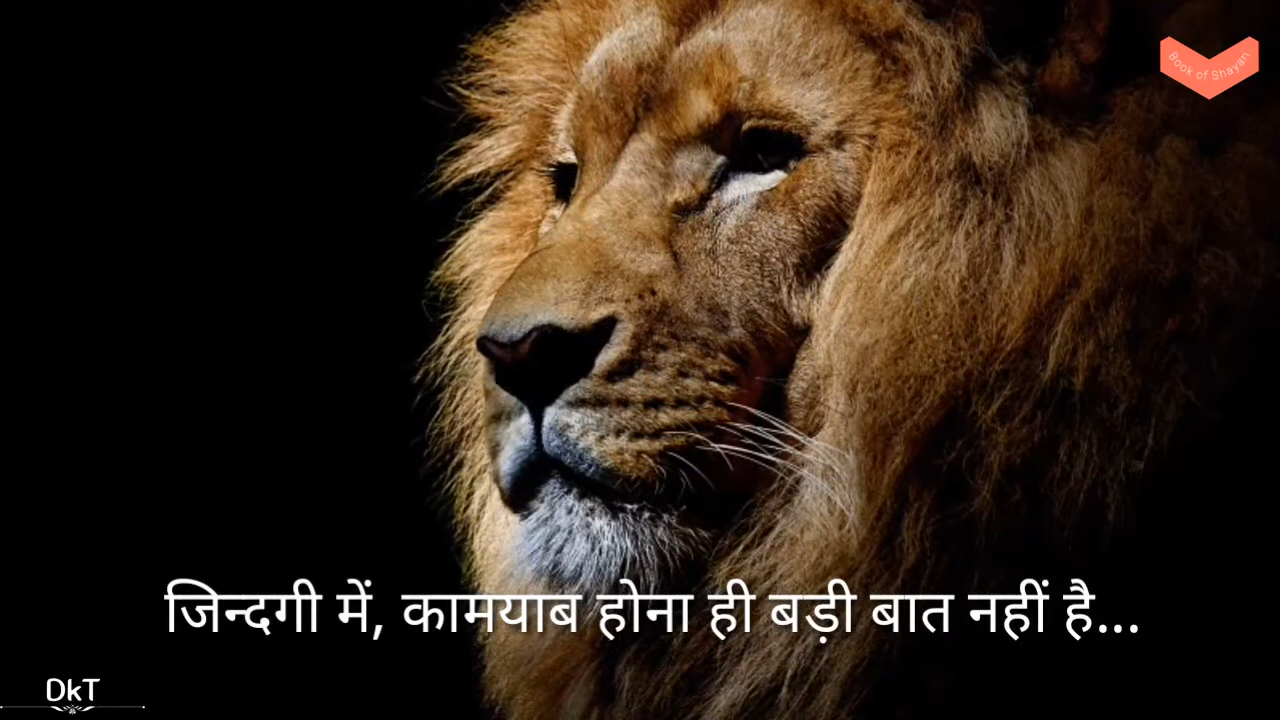 Book of Shayari
जिन्दगी में, कामयाब होना ही बड़ी बात नहीं है...
DkT